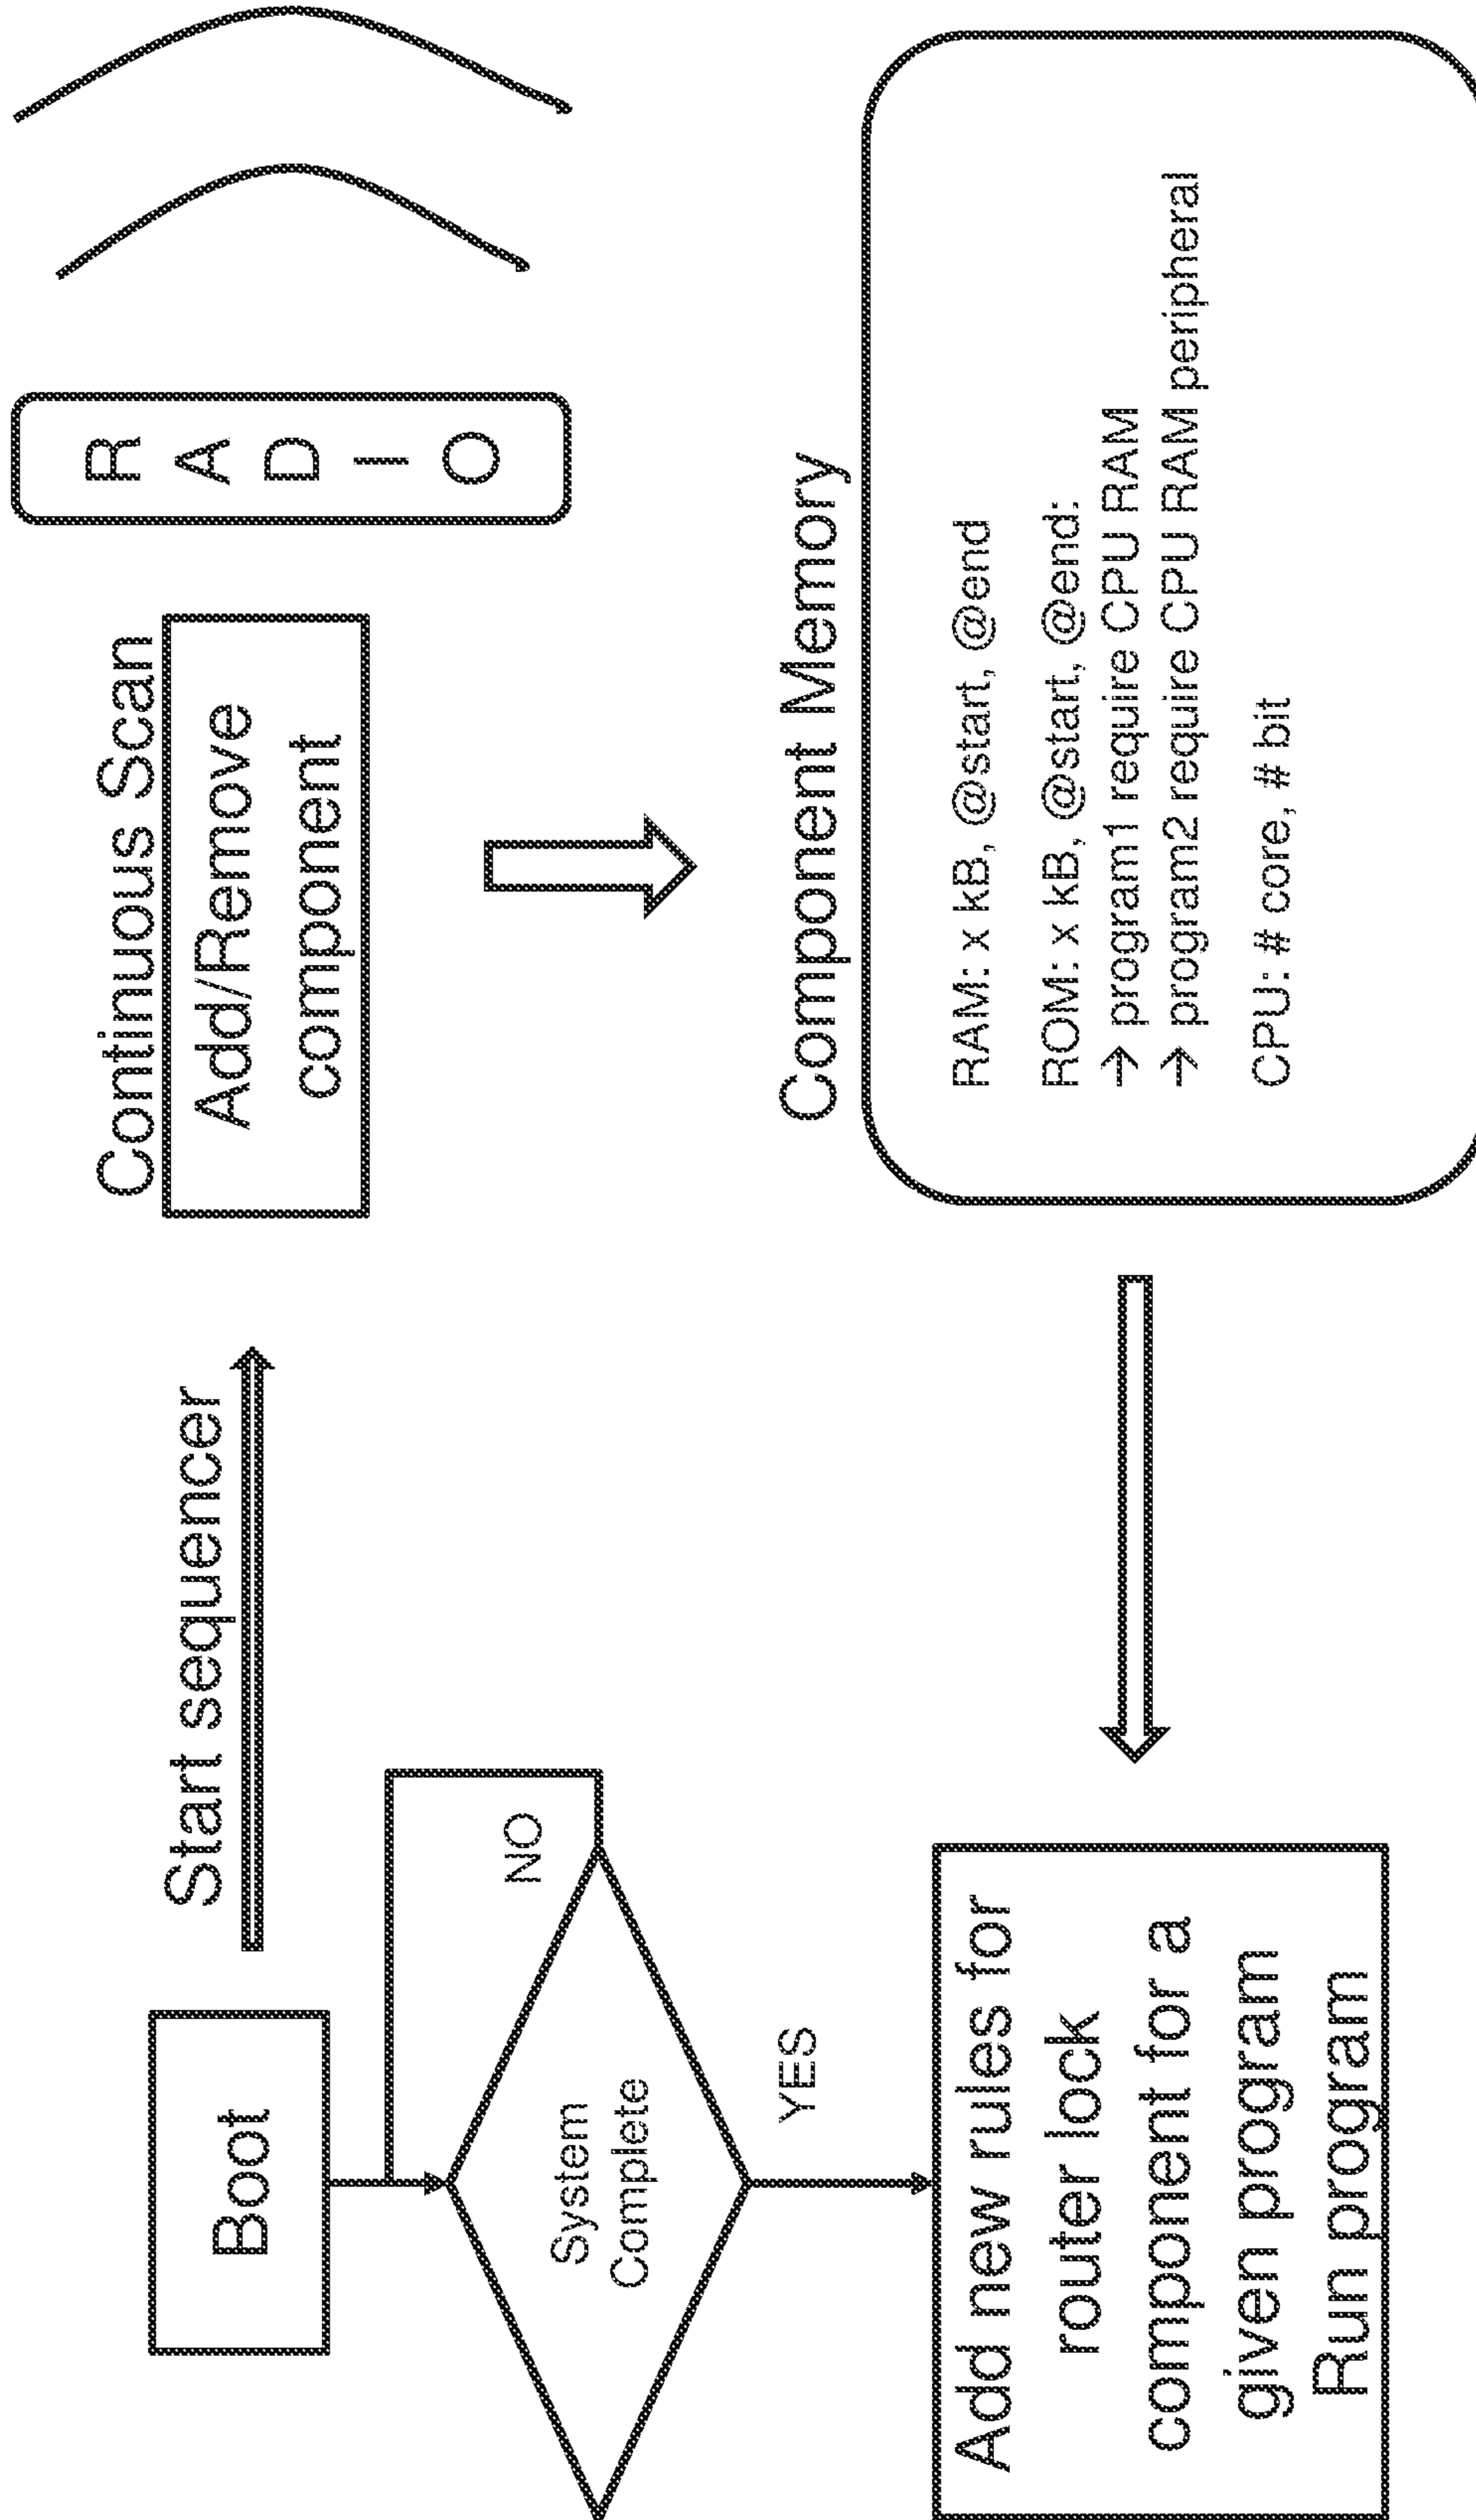 Boot
Start sequencer
System
Complete
NO
YES
Add new rules for
router lock
component for a
given program
Run program
Continuous Scan
Add/Remove
component
R
A
D
I
O
Component Memory
RAM: x kB, @start, @end
ROM: x kB, @start, @end:
→ program1 require CPU RAM
→ program2 require CPU RAM peripheral
CPU: # core, # bit